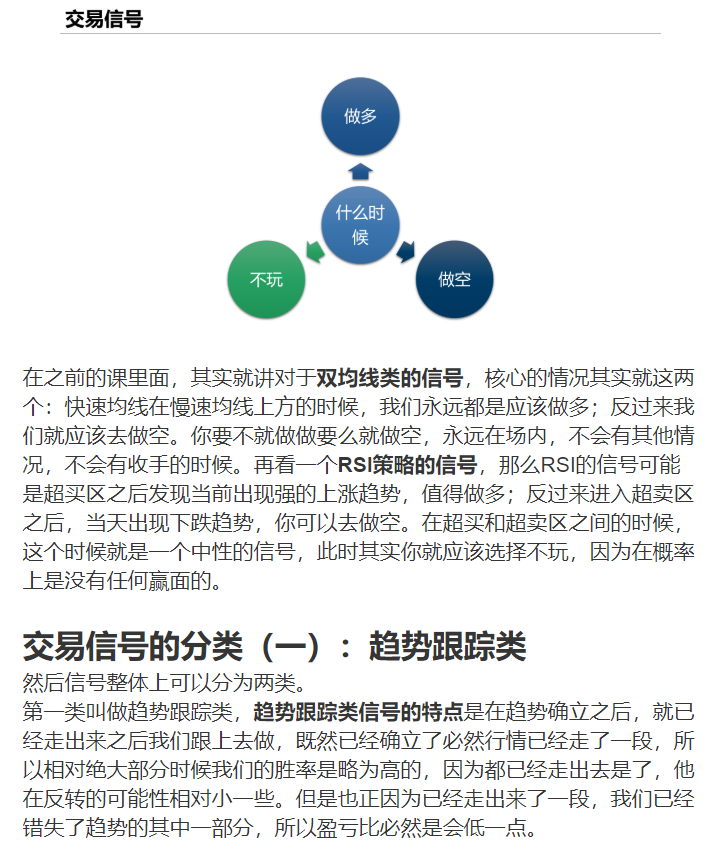 交易信号
做多
什么时
候
不玩
做空
在之前的课里面，其实就讲对于双均线类的信号，核心的情况其实就这两
个：快速均线在慢速均线上方的时候，我们永远都是应该做多；反过来我
们就应该去做空。你要不就做做要么就做空，永远在场内，不会有其他情
况，不会有收手的时候。再看一个RSI策略的信号，那么RSI的信号可能
是超买区之后发现当前出现强的上涨趋势，值得做多；反过来进入超卖区
之后，当天出现下跌趋势，你可以去做空。在超买和超卖区之间的时候，
这个时候就是一个中性的信号，此时其实你就应该选择不玩，因为在概率
上是没有任何赢面的。
交易信号的分类（一）：趋势跟踪类
然后信号整体上可以分为两类。
第一类叫做趋势跟踪类，趋势跟踪类信号的特点是在趋势确立之后，就已
经走出来之后我们跟上去做，既然已经确立了必然行情已经走了一段，所
以相对绝大部分时候我们的胜率是略为高的，因为都已经走出去是了，他
在反转的可能性相对小一些。但是也正因为已经走出来了一段，我们已经
错失了趋势的其中一部分，所以盈亏比必然是会低一点。